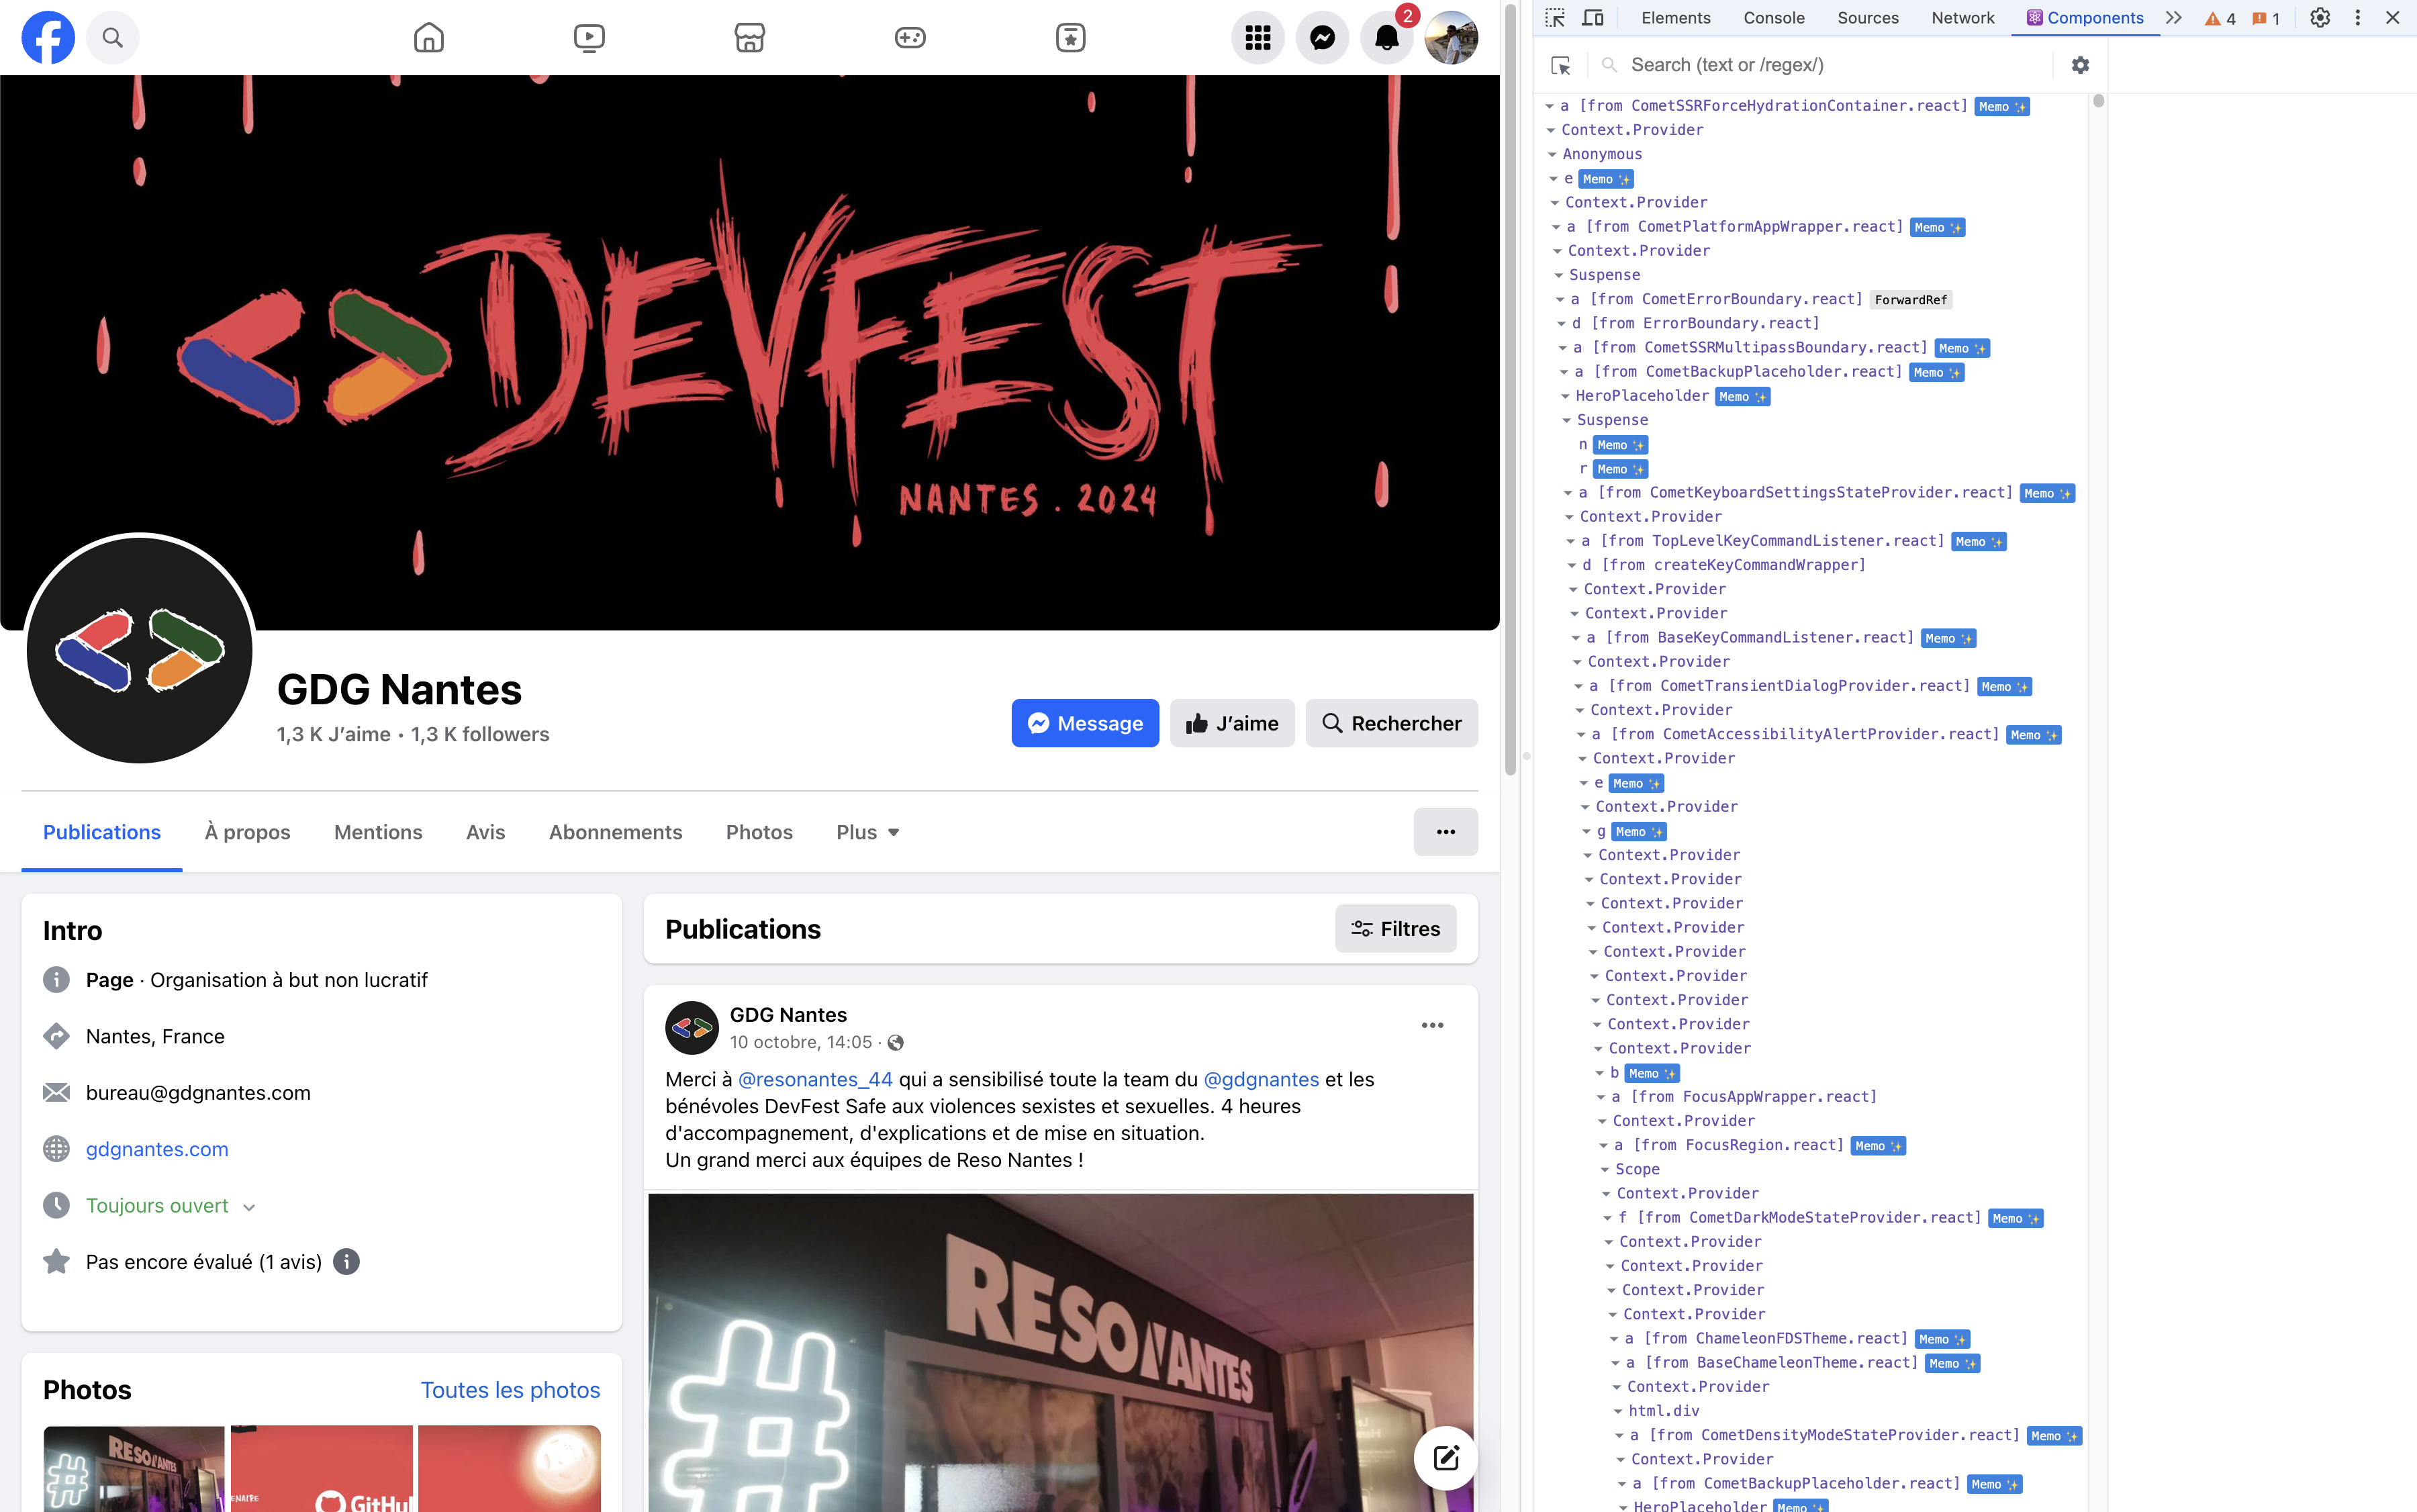 2
DEVFEST
NANTES . 2024
GDG Nantes
1,3 K J’aime • 1,3 K followers
Message
J’aime
Rechercher
Publications
À propos
Mentions
Avis
Abonnements
Photos
Plus
Intro
Page · Organisation à but non lucratif
Nantes, France
bureau@gdgnantes.com
gdgnantes.com
Toujours ouvert
Pas encore évalué (1 avis)
Photos
Toutes les photos
RESONANTES
#
GitHu
Publications
Filtres
GDG Nantes
10 octobre, 14:05 ·
Merci à @resonantes_44 qui a sensibilisé toute la team du @gdgnantes et les
bénévoles DevFest Safe aux violences sexistes et sexuelles. 4 heures
d'accompagnement, d'explications et de mise en situation.
Un grand merci aux équipes de Reso Nantes !
RESONANTES
#
Elements
Console
Sources
Network
Components
4
1
Search (text or /regex/)
a [from CometSSRForceHydrationContainer.react] Memo ✨
Context.Provider
Anonymous
e Memo ✨
Context.Provider
a [from CometPlatformAppWrapper.react] Memo ✨
Context.Provider
Suspense
a [from CometErrorBoundary.react] ForwardRef
d [from ErrorBoundary.react]
a [from CometSSRMultipassBoundary.react] Memo ✨
a [from CometBackupPlaceholder.react] Memo ✨
HeroPlaceholder Memo ✨
Suspense
n Memo ✨
r Memo ✨
a [from CometKeyboardSettingsStateProvider.react] Memo ✨
Context.Provider
a [from TopLevelKeyCommandListener.react] Memo ✨
d [from createKeyCommandWrapper]
Context.Provider
Context.Provider
a [from BaseKeyCommandListener.react] Memo ✨
Context.Provider
a [from CometTransientDialogProvider.react] Memo ✨
Context.Provider
a [from CometAccessibilityAlertProvider.react] Memo ✨
Context.Provider
e Memo ✨
Context.Provider
g Memo ✨
Context.Provider
Context.Provider
Context.Provider
Context.Provider
Context.Provider
Context.Provider
Context.Provider
Context.Provider
Context.Provider
b Memo ✨
a [from FocusAppWrapper.react]
Context.Provider
a [from FocusRegion.react] Memo ✨
Scope
Context.Provider
f [from CometDarkModeStateProvider.react] Memo ✨
Context.Provider
Context.Provider
Context.Provider
Context.Provider
a [from ChameleonFDSTheme.react] Memo ✨
a [from BaseChameleonTheme.react] Memo ✨
Context.Provider
html.div
a [from CometDensityModeStateProvider.react] Memo ✨
Context.Provider
a [from CometBackupPlaceholder.react] Memo ✨
HeroPlaceholder Memo ✨